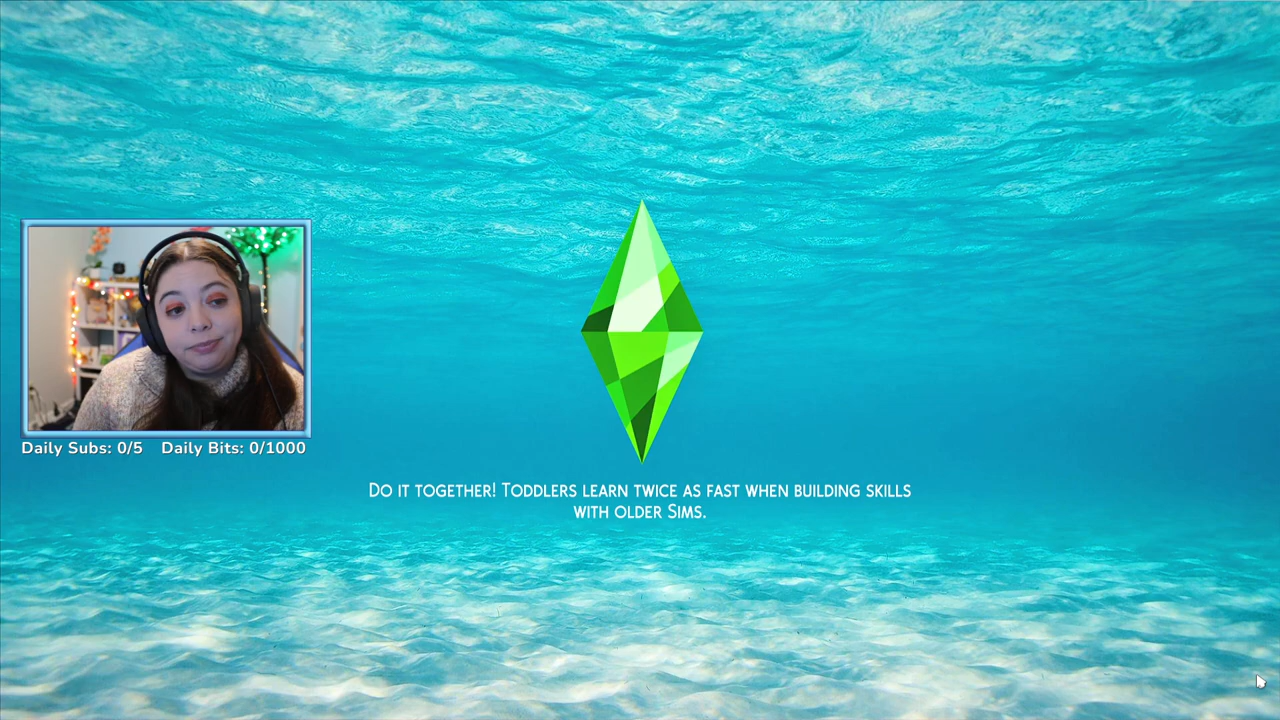 Daily Subs: 0/5 Daily Bits: 0/1000
Do it together! Toddlers learn twice as fast when building skills
with older Sims.